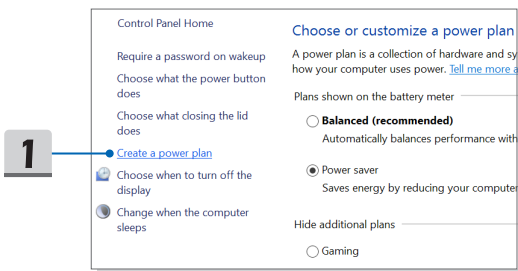 Control Panel Home
Require a password on wakeup
Choose what the power button
does
Choose what closing the lid
does
Create a power plan
Choose when to turn off the
display
Change when the computer
sleeps
1
Choose or customize a power plan
A power plan is a collection of hardware and sy
how your computer uses power. Tell me more a
Plans shown on the battery meter
Balanced (recommended)
Automatically balances performance with
Power saver
Saves energy by reducing your computer
Hide additional plans
Gaming